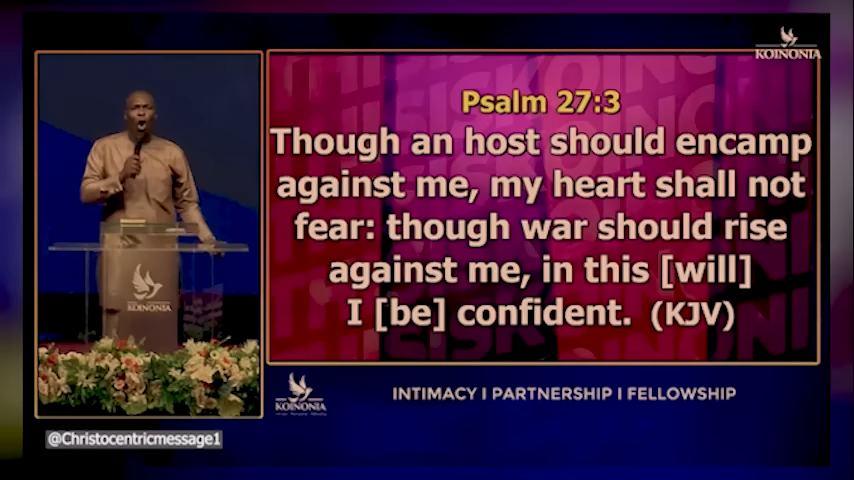 KOINONIA
Psalm 27:3
Though an host should encamp
against me, my heart shall not
fear: though war should rise
against me, in this [will]
I [be] confident. (KJV)
KOINONIA
KOINONIA
INTIMACY I PARTNERSHIP I FELLOWSHIP
@Christocentricmessage1